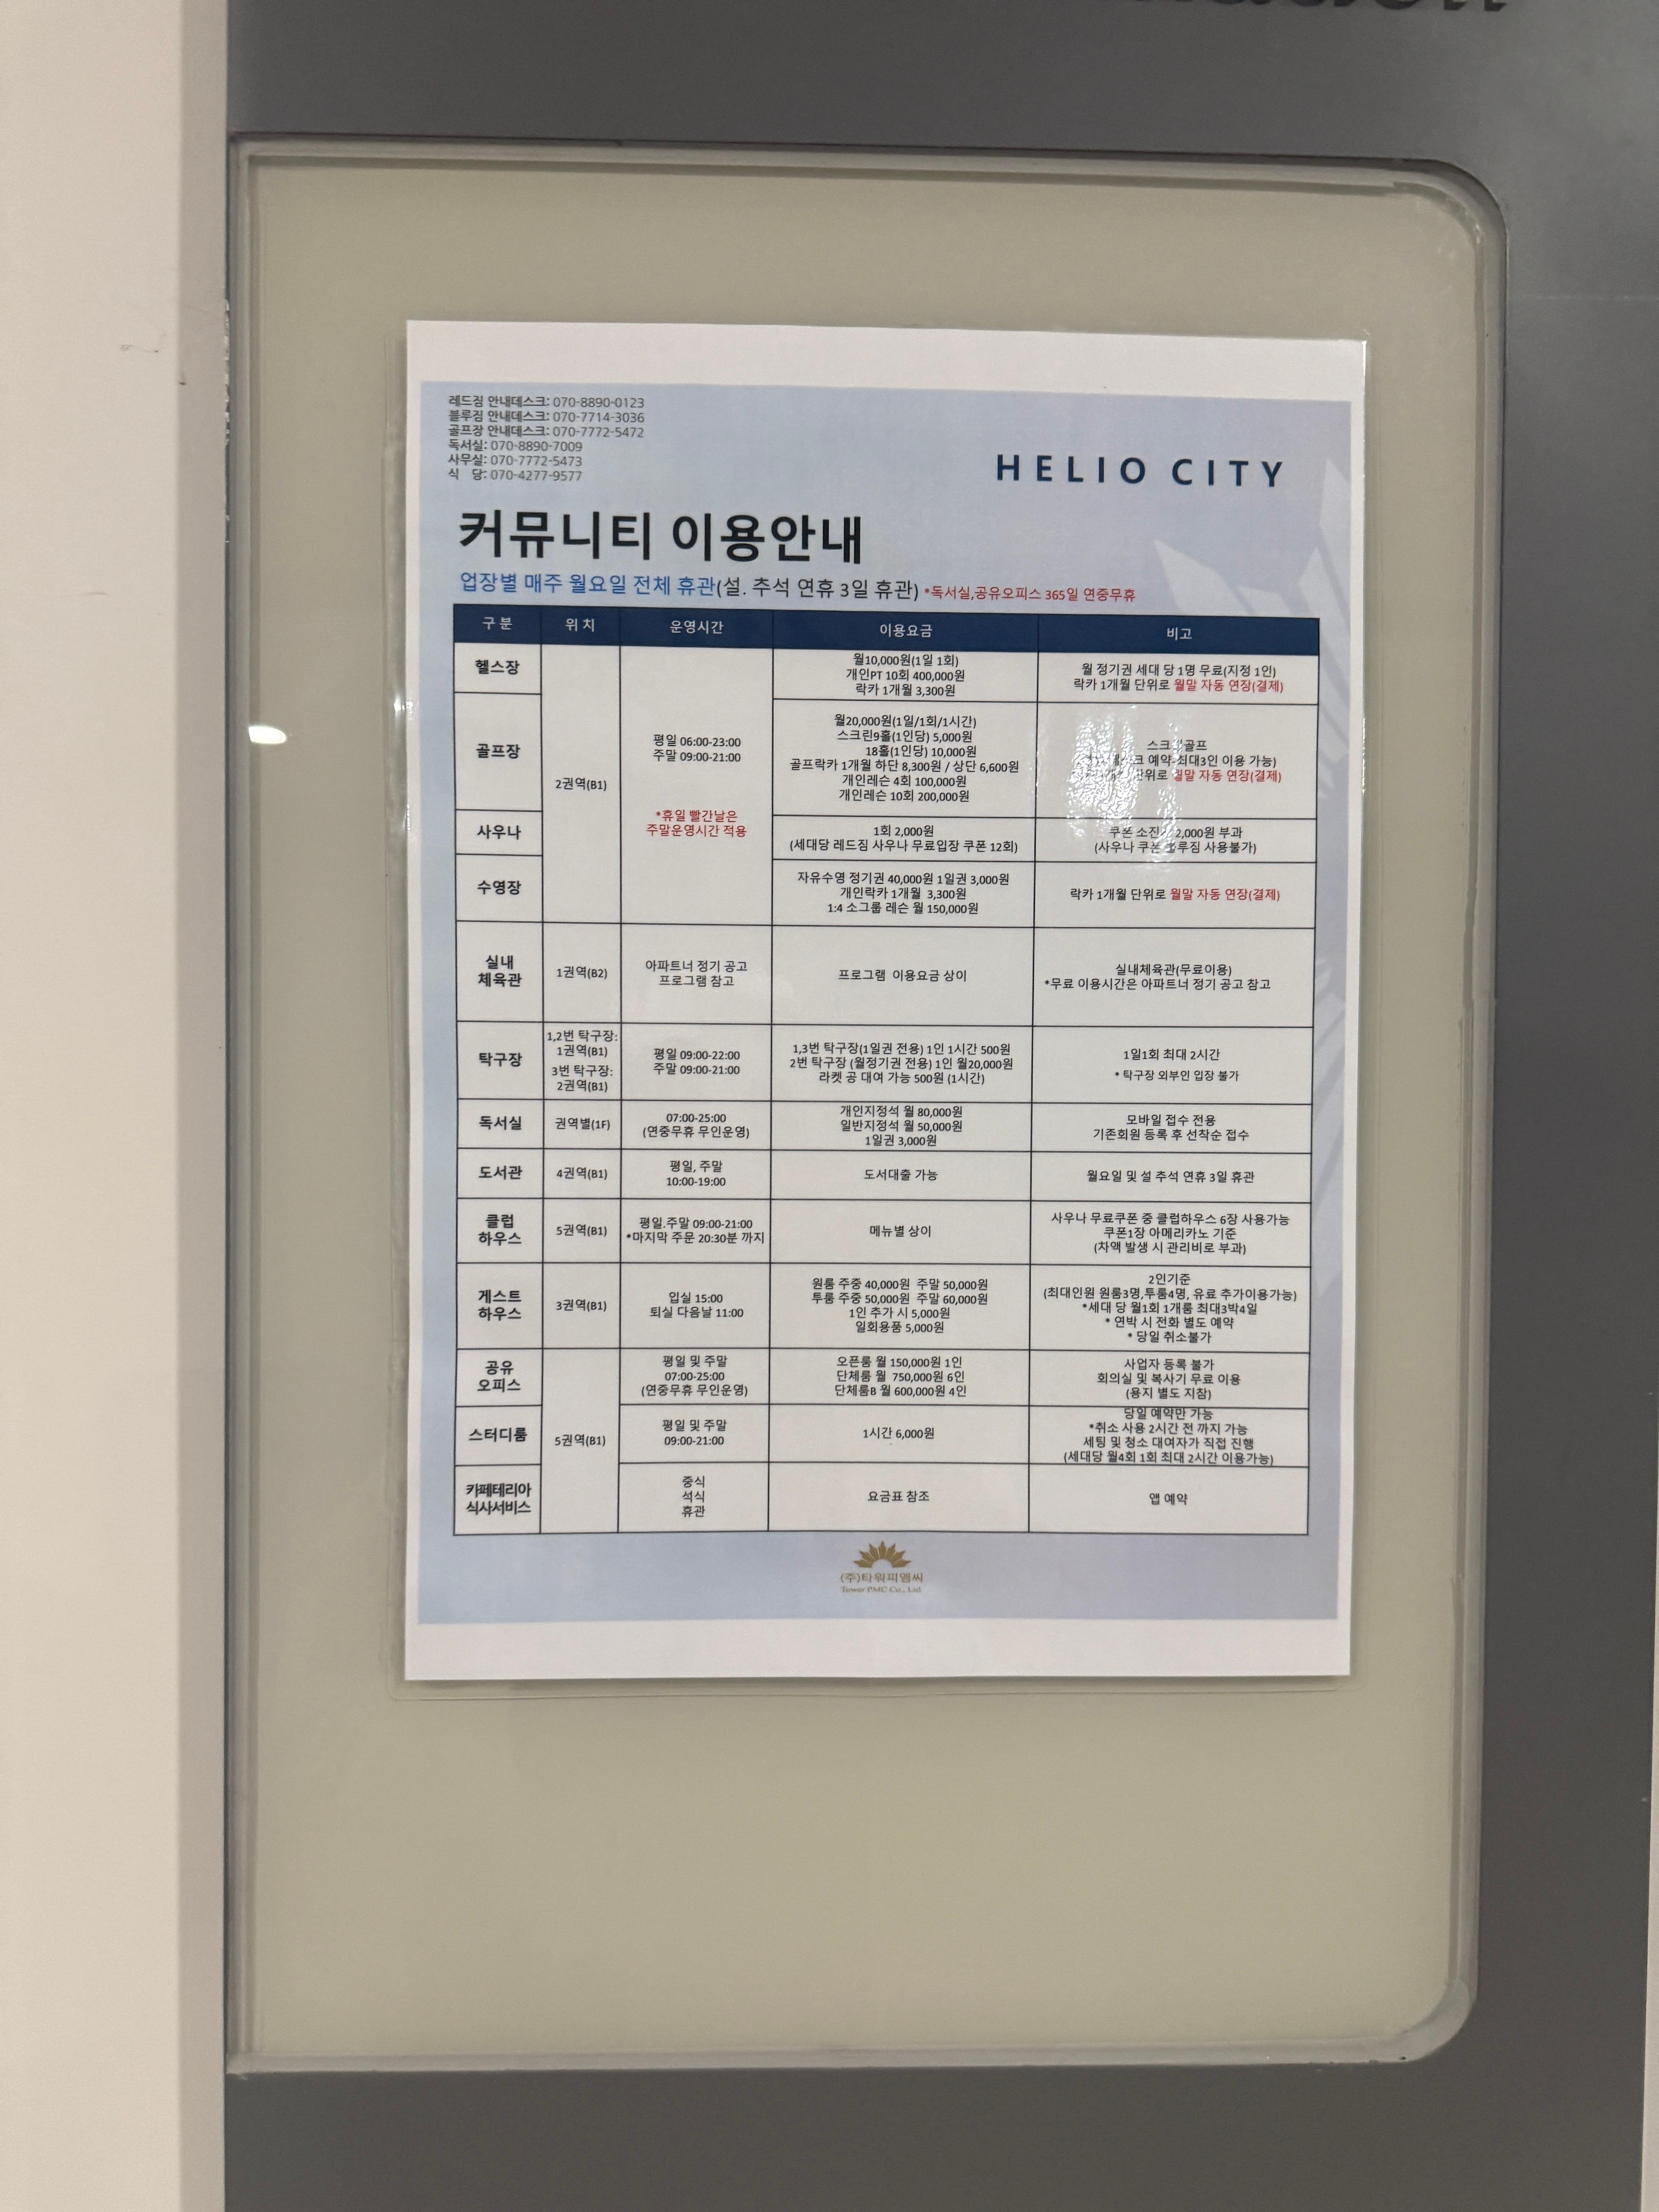 레드짐 안내데스크: 070-8890-0123
블루짐 안내데스크: 070-7714-3036
골프장 안내데스크: 070-7772-5472
독서실: 070-8890-7009
사무실: 070-7772-5473
식 당: 070-4277-9577
HELIO CITY
커뮤니티 이용안내
업장별 매주 월요일 전체 휴관(설. 추석 연휴 3일 휴관) *독서실,공유오피스 365일 연중무휴
구 분 위 치 운영시간 이용요금 비고
헬스장
2권역(B1)
평일 06:00-23:00
주말 09:00-21:00
*휴일 빨간날은
주말운영시간 적용
월10,000원(1일 1회)
개인PT 10회 400,000원
락카 1개월 3,300원
월 정기권 세대 당 1명 무료(지정 1인)
락카 1개월 단위로 월말 자동 연장(결제)
골프장
월20,000원(1일/1회/1시간)
스크린9홀(1인당) 5,000원
18홀(1인당) 10,000원
골프락카 1개월 하단 8,300원 / 상단 6,600원
개인레슨 4회 100,000원
개인레슨 10회 200,000원
예약 최대3인 이용 가능)
월말 자동 연장(결제)
사우나
1회 2,000원
(세대당 레드짐 사우나 무료입장 쿠폰 12회)
쿠폰 2,000원 부과
(사우나 쿠폰 사용불가)
수영장
자유수영 정기권 40,000원 1일권 3,000원
개인락카 1개월 3,300원
1:4 소그룹 레슨 월 150,000원
락카 1개월 단위로 월말 자동 연장(결제)
실내
체육관
1권역(B2)
아파트너 정기 공고
프로그램 참고
프로그램 이용요금 상이
실내체육관(무료이용)
*무료 이용시간은 아파트너 정기 공고 참고
탁구장
1,2번 탁구장:
1권역(B1)
3번 탁구장:
2권역(B1)
평일 09:00-22:00
주말 09:00-21:00
1,3번 탁구장(1일권 전용) 1인 1시간 500원
2번 탁구장 (월정기권 전용) 1인 월20,000원
라켓 공 대여 가능 500원 (1시간)
1일1회 최대 2시간
* 탁구장 외부인 입장 불가
독서실
권역별(1F)
07:00-25:00
(연중무휴 무인운영)
개인지정석 월 80,000원
일반지정석 월 50,000원
1일권 3,000원
모바일 접수 전용
기존회원 등록 후 선착순 접수
도서관
4권역(B1)
평일, 주말
10:00-19:00
도서대출 가능
월요일 및 설 추석 연휴 3일 휴관
클럽
하우스
5권역(B1)
평일.주말 09:00-21:00
*마지막 주문 20:30분 까지
메뉴별 상이
사우나 무료쿠폰 중 클럽하우스 6장 사용가능
쿠폰1장 아메리카노 기준
(차액 발생 시 관리비로 부과)
게스트
하우스
3권역(B1)
입실 15:00
퇴실 다음날 11:00
원룸 주중 40,000원 주말 50,000원
투룸 주중 50,000원 주말 60,000원
1인 추가 시 5,000원
일회용품 5,000원
2인기준
(최대인원 원룸3명,투룸4명, 유료 추가이용가능)
*세대 당 월1회 1개룸 최대3박4일
* 연박 시 전화 별도 예약
* 당일 취소불가
공유
오피스
5권역(B1)
평일 및 주말
07:00-25:00
(연중무휴 무인운영)
오픈룸 월 150,000원 1인
단체룸 월 750,000원 6인
단체룸B 월 600,000원 4인
사업자 등록 불가
회의실 및 복사기 무료 이용
(용지 별도 지참)
스터디룸
평일 및 주말
09:00-21:00
1시간 6,000원
당일 예약만 가능
*취소 사용 2시간 전 까지 가능
세팅 및 청소 대여자가 직접 진행
(세대당 월4회 1회 최대 2시간 이용가능)
카페테리아
식사서비스
중식
석식
휴관
요금표 참조
앱 예약
(주)타워피엠씨
Tower PMC Co., Ltd